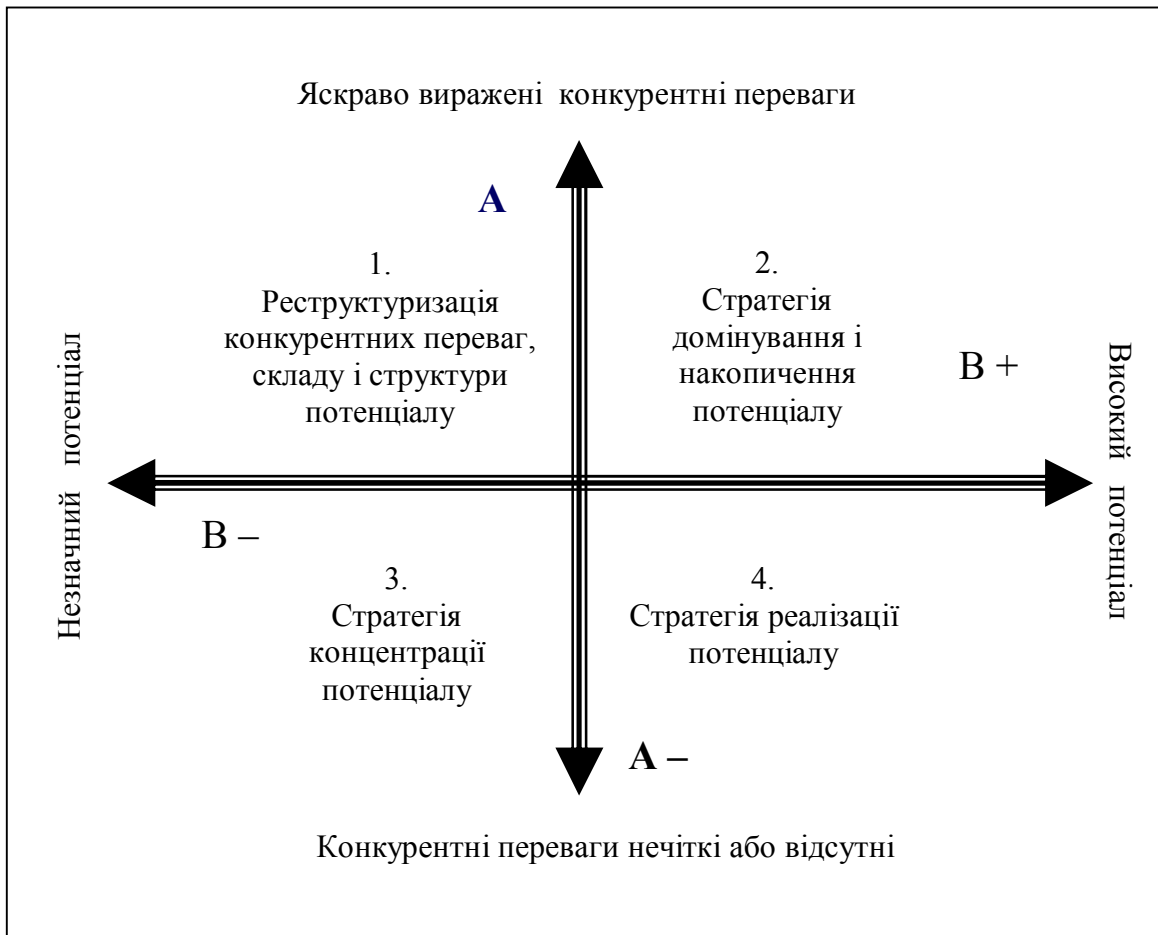 Яскраво виражені конкурентні переваги
А
1.
Реструктуризація
конкурентних переваг,
складу і структури
потенціалу
2.
Стратегія
домінування і
накопичення
потенціалу
В +
Незначний потенціал
Високий потенціал
В –
3.
Стратегія
концентрації
потенціалу
4.
Стратегія реалізації
потенціалу
А –
Конкурентні переваги нечіткі або відсутні